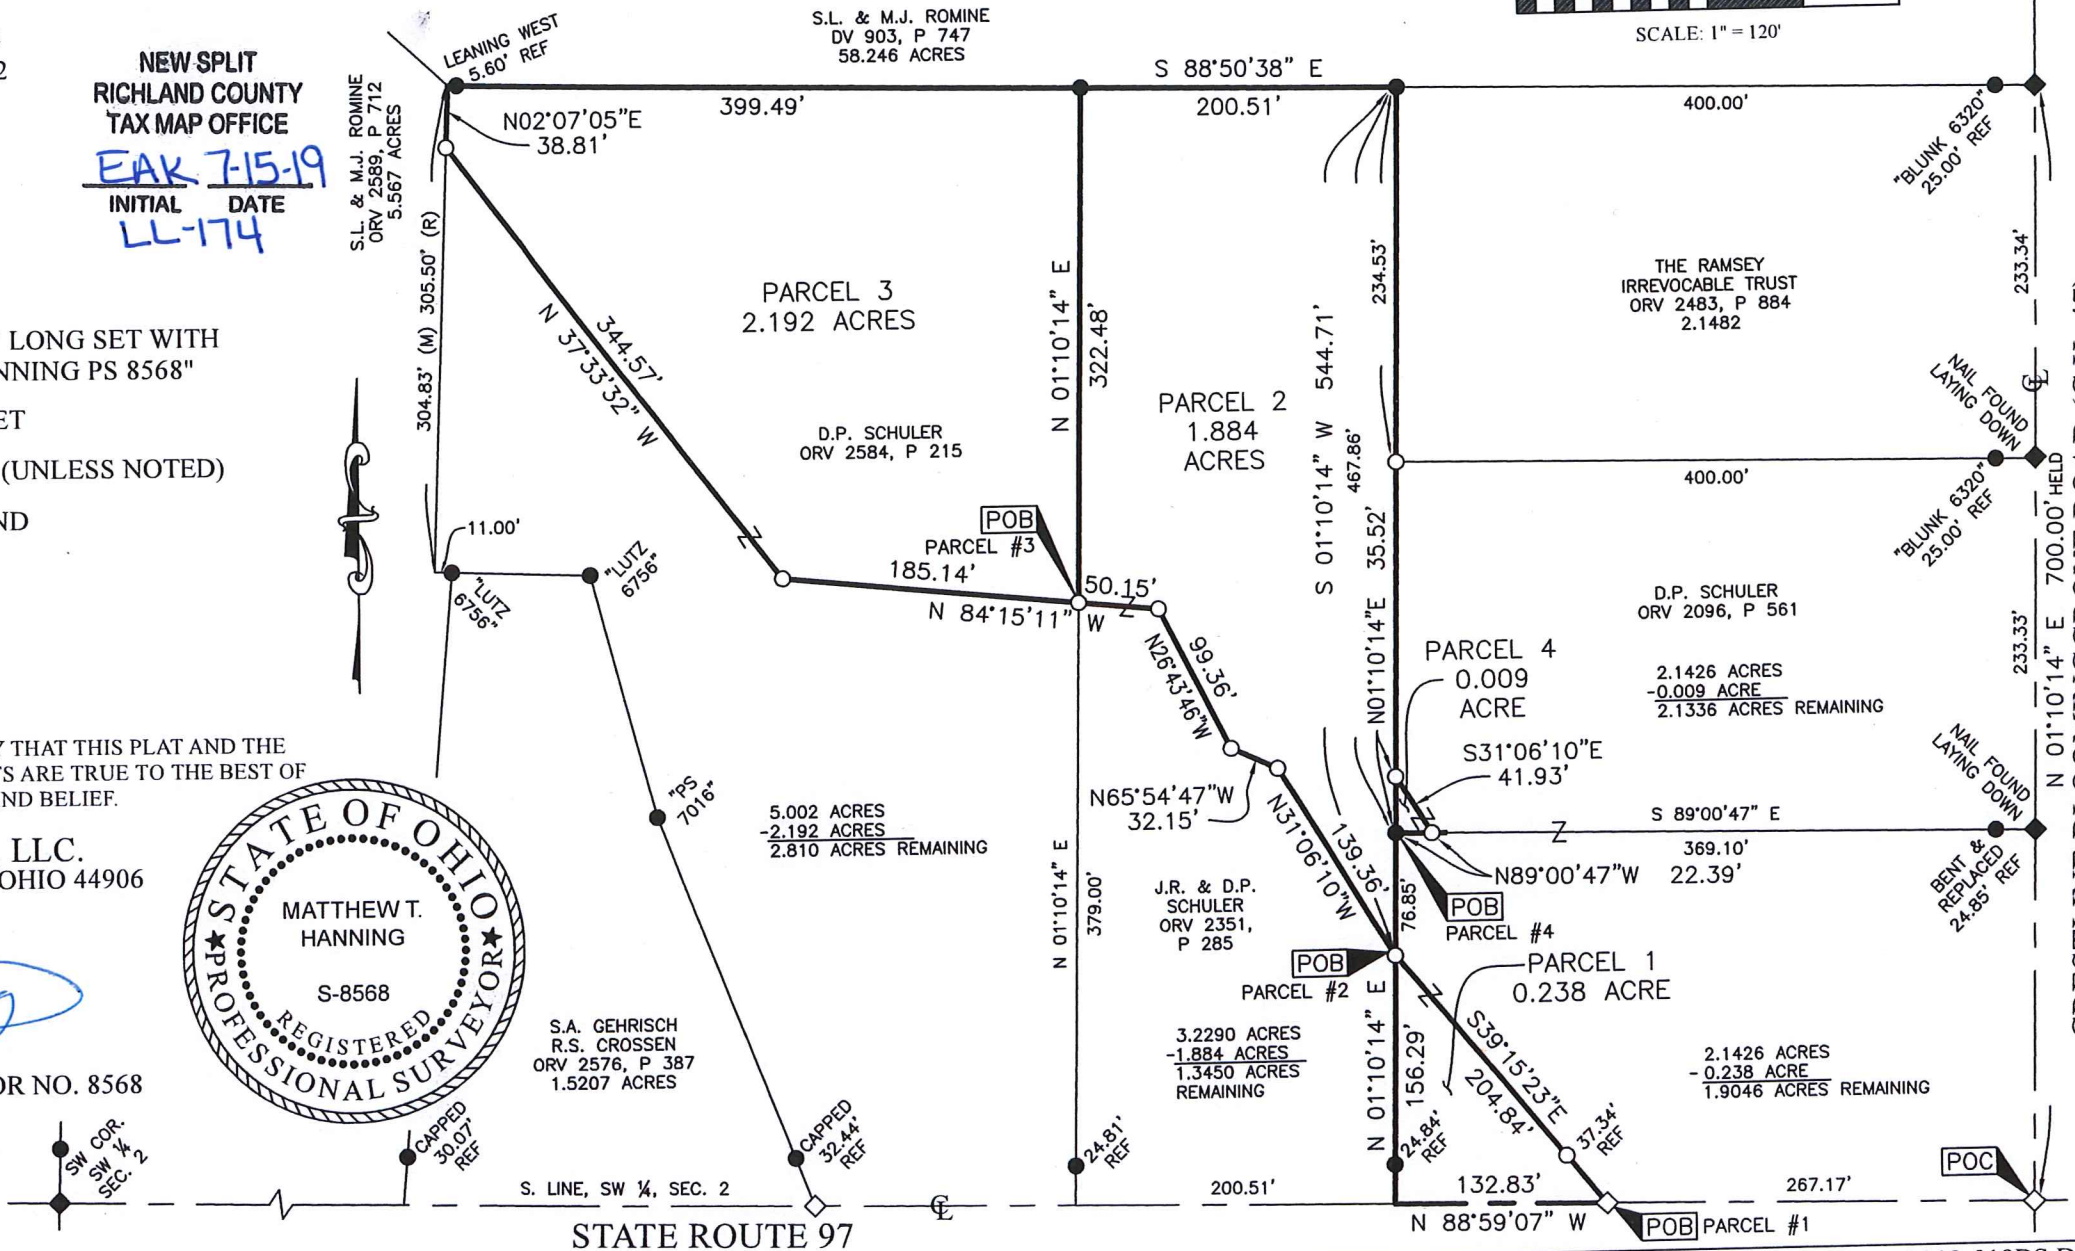 2
NEW SPLIT
RICHLAND COUNTY
TAX MAP OFFICE
EAK 7-15-19
INITIAL DATE
LL-174
LEANING WEST
5.60' REF
S.L. & M.J. ROMINE
DV 903, P 747
58.246 ACRES
SCALE: 1" = 120'
S.L. & M.J. ROMINE
ORV 2589, P 712
5.567 ACRES
N02°07'05"E
38.81'
399.49'
S 88°50'38" E
200.51'
400.00'
"BLUNK 6320"
25.00' REF
304.83' (M) 305.50' (R)
PARCEL 3
2.192 ACRES
344.57'
N 37°33'32" W
D.P. SCHULER
ORV 2584, P 215
N 01°10'14" E
322.48'
PARCEL 2
1.884
ACRES
S 01°10'14" W 544.71'
467.86'
234.53'
THE RAMSEY
IRREVOCABLE TRUST
ORV 2483, P 884
2.1482
233.34'
NAIL FOUND
LAYING DOWN
CL
400.00'
"BLUNK 6320"
25.00' REF
LONG SET WITH
NNING PS 8568"
ET
(UNLESS NOTED)
ND
11.00'
"LUTZ
6756"
"LUTZ
6756"
POB
PARCEL #3
185.14'
N 84°15'11" W
50.15'
Z
Z
99.36'
N26°43'46"W
N65°54'47"W
32.15'
N31°06'10"W
139.36'
N01°10'14"E 35.52'
PARCEL 4
0.009
ACRE
S31°06'10"E
41.93'
Z
D.P. SCHULER
ORV 2096, P 561
2.1426 ACRES
-0.009 ACRE
2.1336 ACRES REMAINING
233.33'
N 01°10'14" E 700.00' HELD
NAIL FOUND
LAYING DOWN
S 89°00'47" E
Z
369.10'
N89°00'47"W 22.39'
BENT &
REPLACED
24.85' REF
POB
PARCEL #4
76.85'
Y THAT THIS PLAT AND THE
TS ARE TRUE TO THE BEST OF
ND BELIEF.
LLC.
OHIO 44906
STATE OF OHIO
MATTHEW T.
HANNING
S-8568
REGISTERED
PROFESSIONAL SURVEYOR
OR NO. 8568
"PS
7016"
5.002 ACRES
-2.192 ACRES
2.810 ACRES REMAINING
N 01°10'14" E
379.00'
J.R. & D.P.
SCHULER
ORV 2351,
P 285
POB
PARCEL #2
3.2290 ACRES
-1.884 ACRES
1.3450 ACRES
REMAINING
PARCEL 1
0.238 ACRE
Z
N 01°10'14" E
156.29'
S39°15'23"E
204.84'
2.1426 ACRES
- 0.238 ACRE
1.9046 ACRES REMAINING
S.A. GEHRISCH
R.S. CROSSEN
ORV 2576, P 387
1.5207 ACRES
SW COR.
SW ¼
SEC. 2
CAPPED
30.07'
REF
CAPPED
32.44'
REF
24.81'
REF
24.84'
REF
37.34'
REF
POC
S. LINE, SW ¼, SEC. 2
CL
200.51'
132.83'
267.17'
STATE ROUTE 97
N 88°59'07" W
POB PARCEL #1